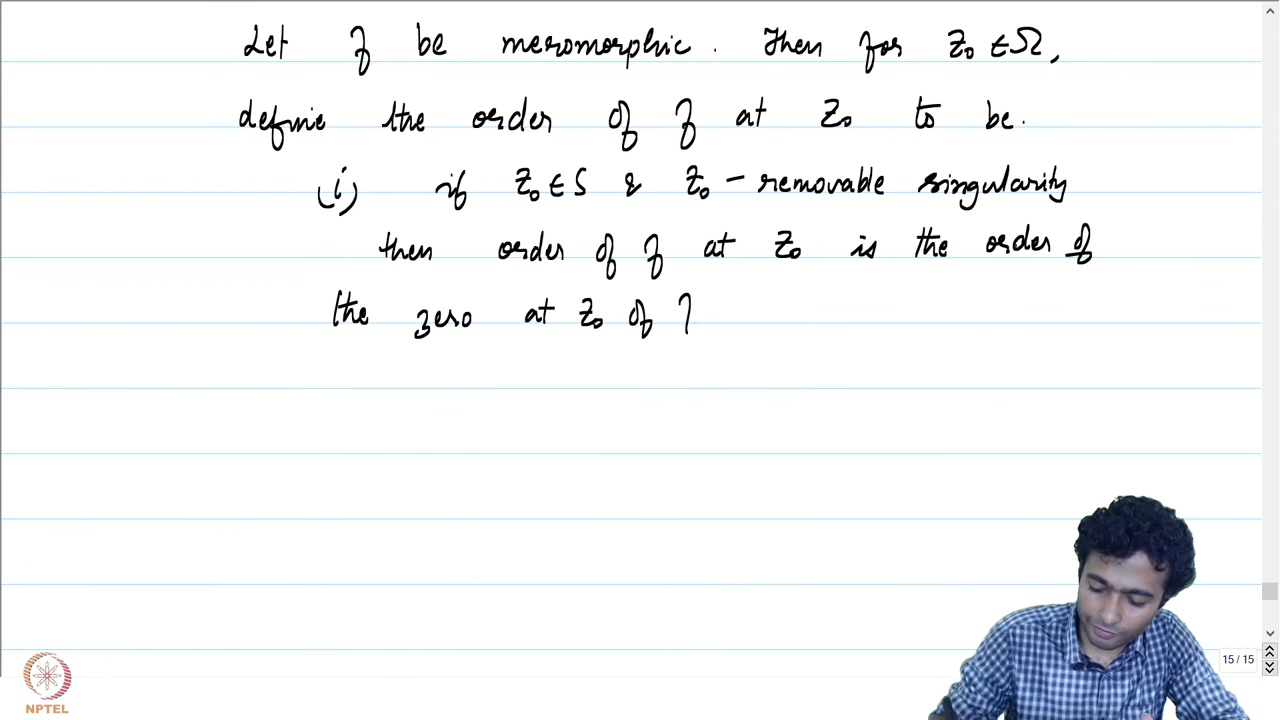 Let f be meromorphic. Then for z₀ ∈ Ω,
define the order of f at z₀ to be.
(i) if z₀ ∈ S & z₀ - removable singularity
then order of f at z₀ is the order of
the zero at z₀ of
15 / 15
NPTEL